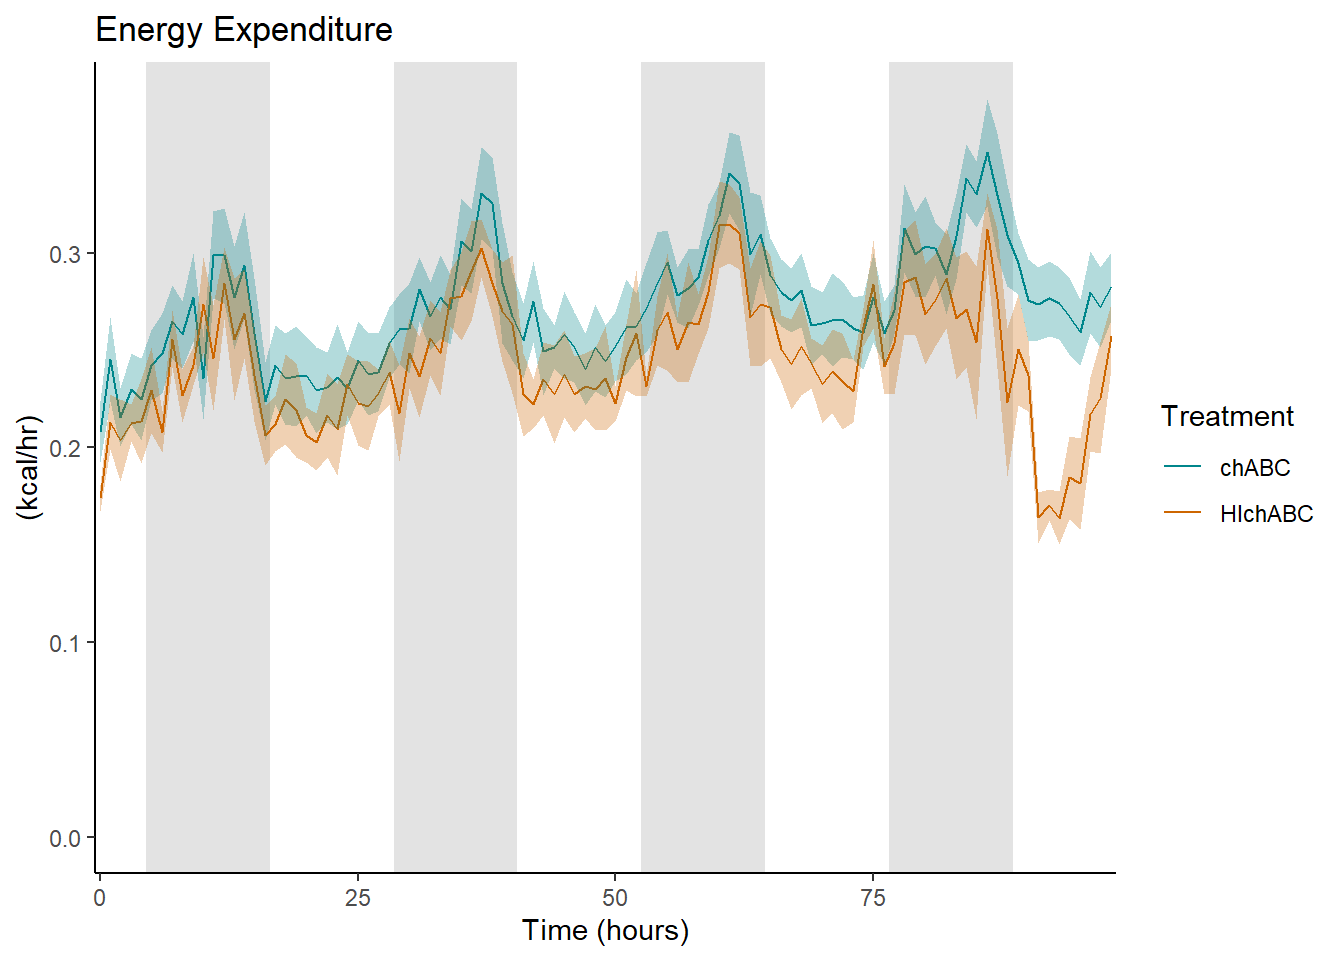 Energy Expenditure
(kcal/hr)
0.3
0.2
0.1
0.0
0
25
50
75
Time (hours)
Treatment
chABC
HIchABC